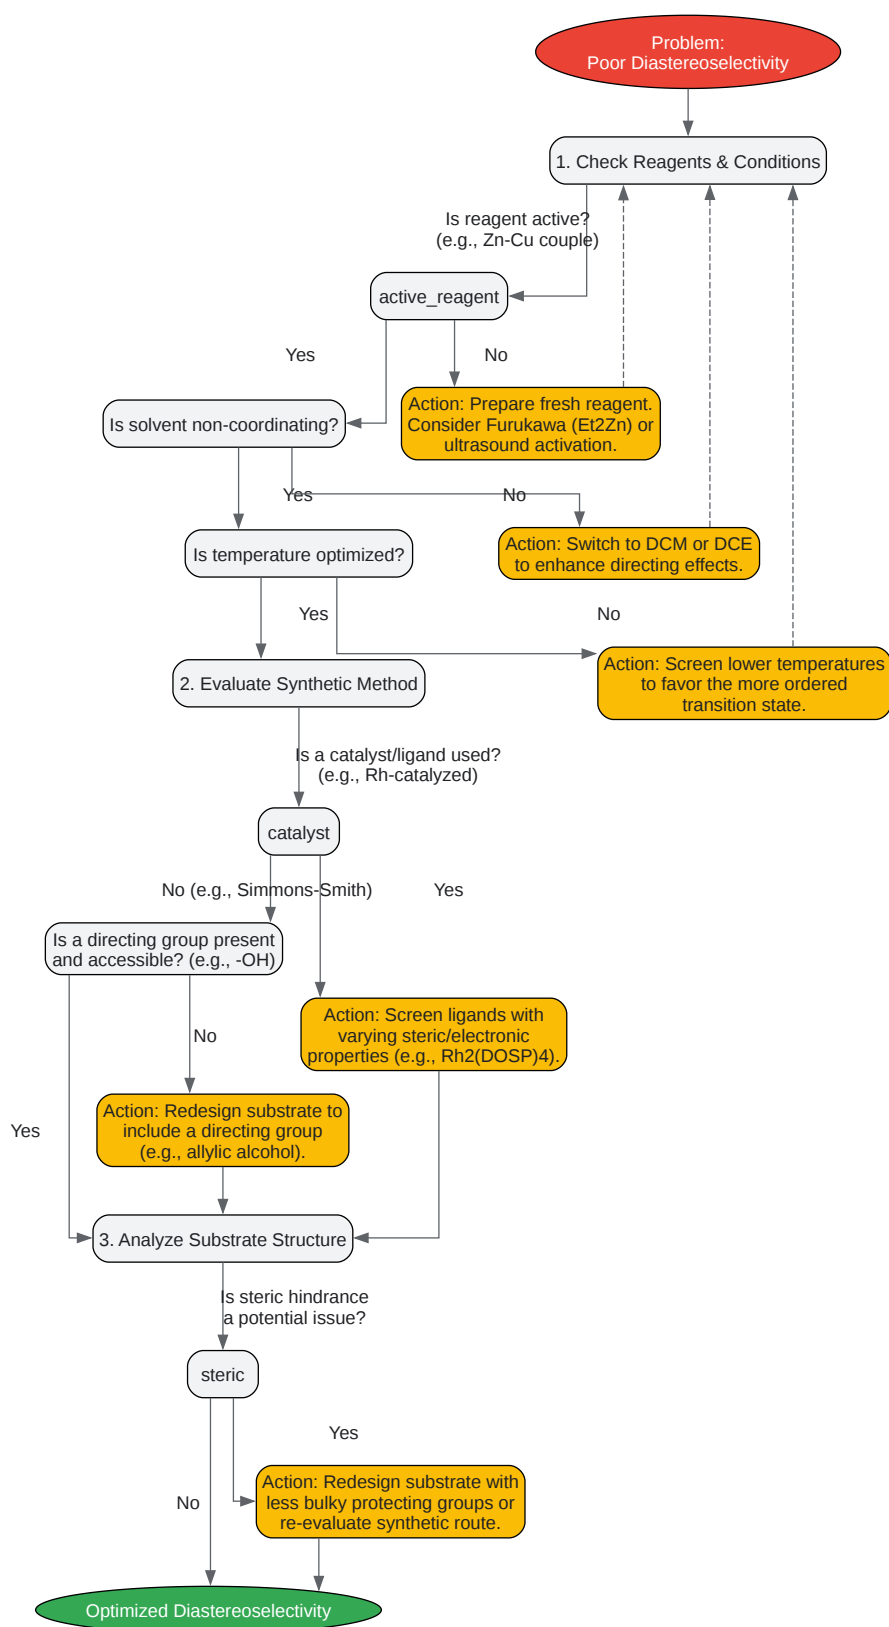 Problem:
Poor Diastereoselectivity
1. Check Reagents & Conditions
Is reagent active?
(e.g., Zn-Cu couple)
active_reagent
Yes
No
Action: Prepare fresh reagent.
Consider Furukawa (Et2Zn) or
ultrasound activation.
Is solvent non-coordinating?
Yes
No
Action: Switch to DCM or DCE
to enhance directing effects.
Is temperature optimized?
Yes
No
Action: Screen lower temperatures
to favor the more ordered
transition state.
2. Evaluate Synthetic Method
Is a catalyst/ligand used?
(e.g., Rh-catalyzed)
catalyst
No (e.g., Simmons-Smith)
Yes
Is a directing group present
and accessible? (e.g., -OH)
Action: Screen ligands with
varying steric/electronic
properties (e.g., Rh2(DOSP)4).
No
Yes
Action: Redesign substrate to
include a directing group
(e.g., allylic alcohol).
3. Analyze Substrate Structure
Is steric hindrance
a potential issue?
steric
Yes
No
Action: Redesign substrate with
less bulky protecting groups or
re-evaluate synthetic route.
Optimized Diastereoselectivity